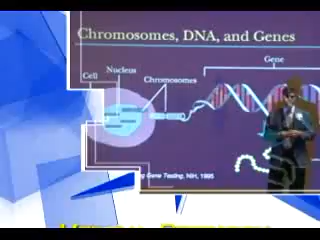 Chromosomes, DNA, and Genes
Gene
Nucleus
Cell
Chromosomes
Gene Testing, NIH, 1995